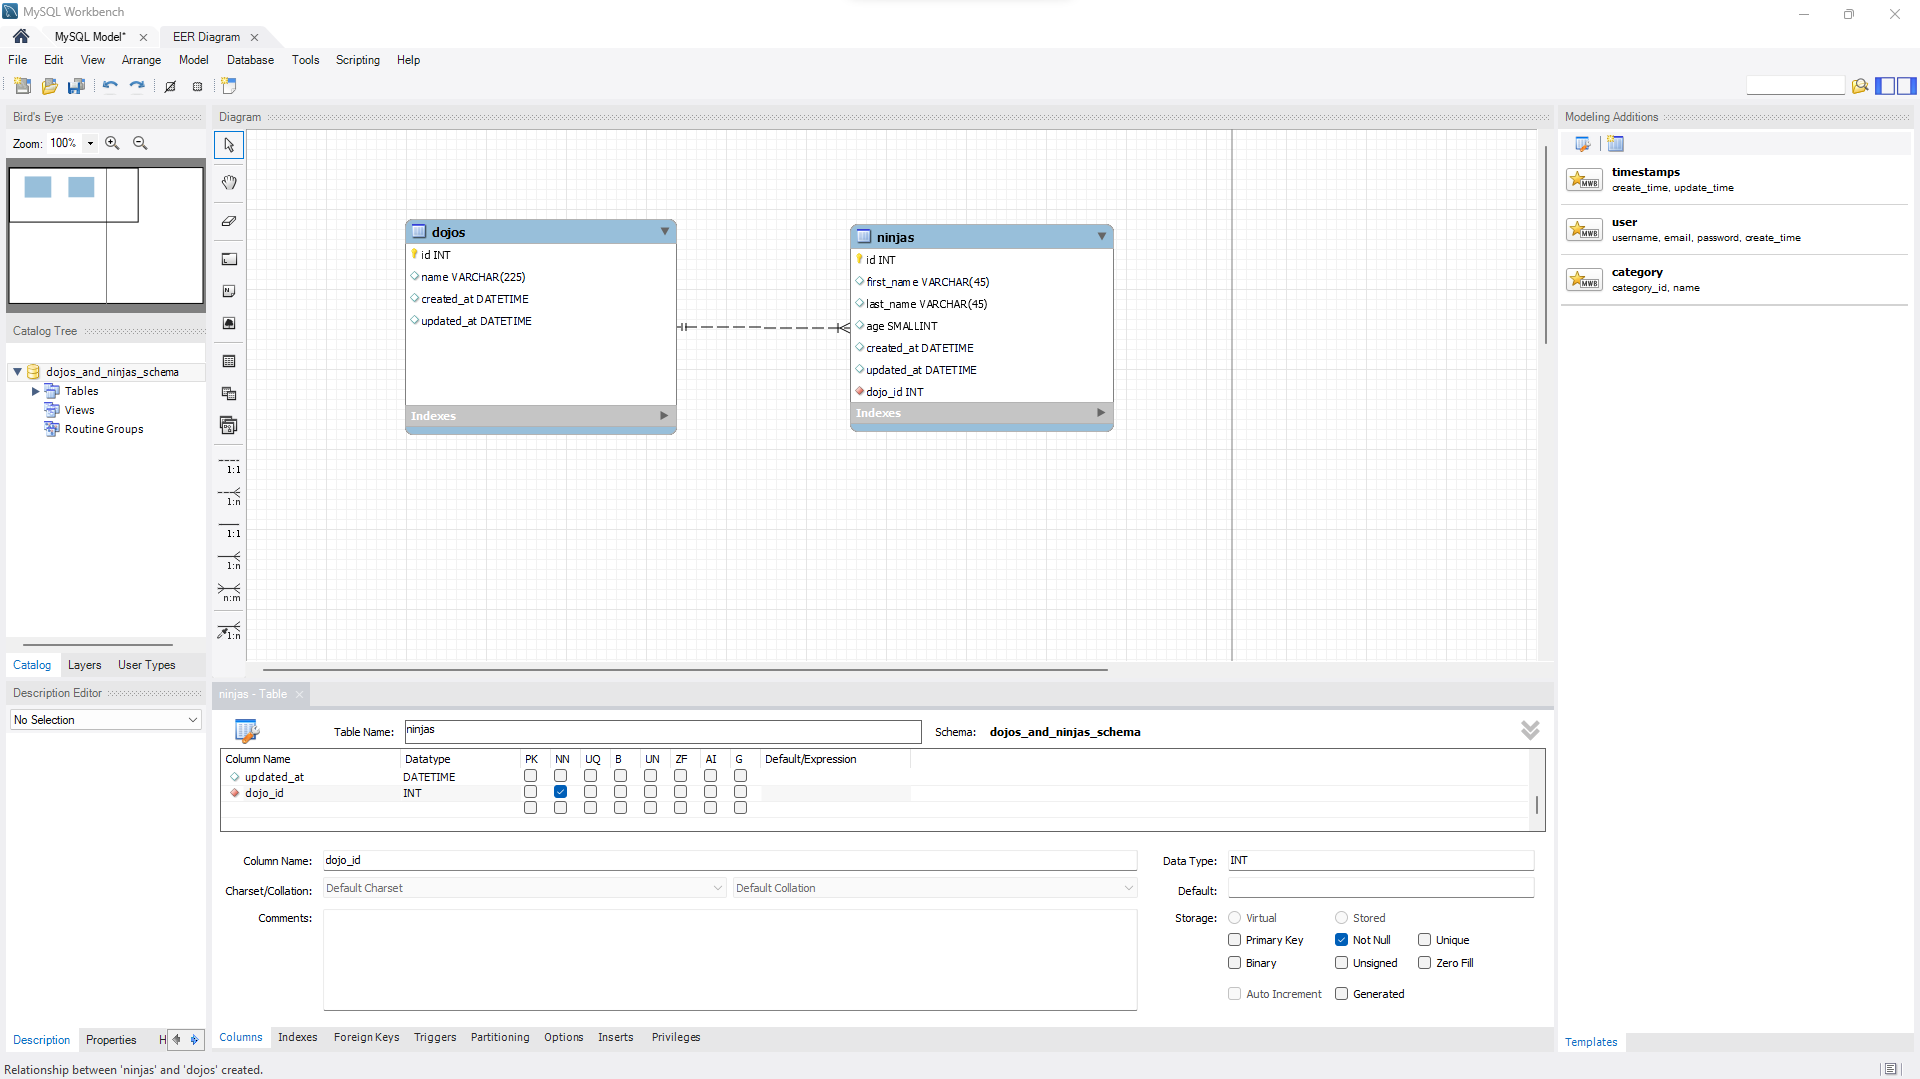 MySQL Workbench
MySQL Model*
EER Diagram
File Edit View Arrange Model Database Tools Scripting Help
Bird's Eye
Zoom: 100%
Catalog Tree
dojos_and_ninjas_schema
Tables
Views
Routine Groups
Catalog Layers User Types
Description Editor
No Selection
Description Properties H
Diagram
1:1
1:n
1:1
1:n
n:m
1:n
dojos
id INT
name VARCHAR(225)
created_at DATETIME
updated_at DATETIME
Indexes
ninjas
id INT
first_name VARCHAR(45)
last_name VARCHAR(45)
age SMALLINT
created_at DATETIME
updated_at DATETIME
dojo_id INT
Indexes
Modeling Additions
timestamps
create_time, update_time
user
username, email, password, create_time
category
category_id, name
Templates
ninjas - Table
Table Name: ninjas Schema: dojos_and_ninjas_schema
Column Name Datatype PK NN UQ B UN ZF AI G Default/Expression
updated_at DATETIME
dojo_id INT
Column Name: dojo_id Data Type: INT
Charset/Collation: Default Charset Default Collation Default:
Comments: Storage: Virtual Stored
Primary Key Not Null Unique
Binary Unsigned Zero Fill
Auto Increment Generated
Columns Indexes Foreign Keys Triggers Partitioning Options Inserts Privileges
Relationship between 'ninjas' and 'dojos' created.